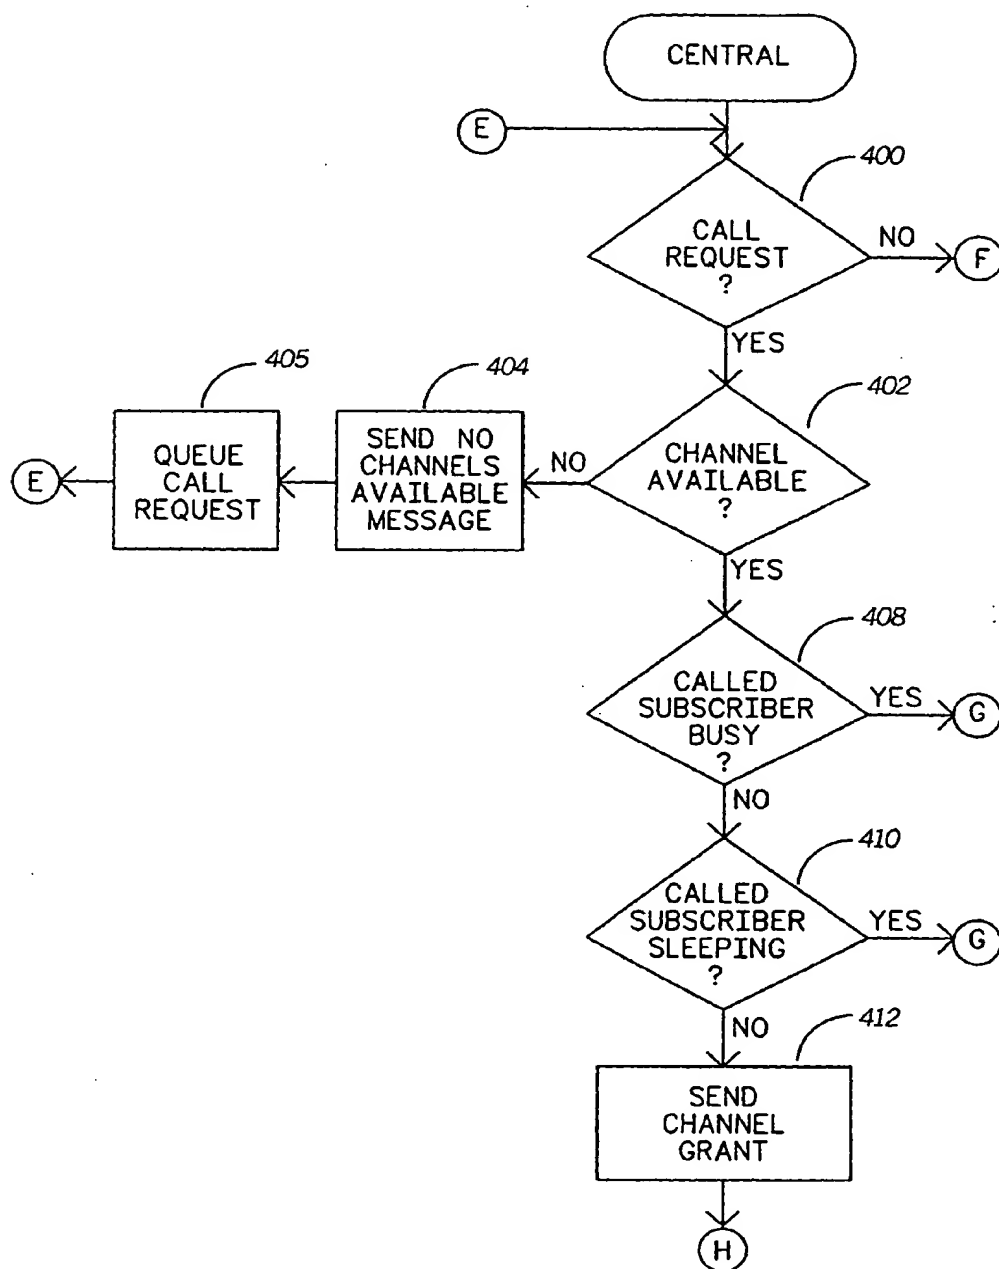 CENTRAL
E
400
CALL
REQUEST
?
NO
F
YES
405
404
402
E
QUEUE
CALL
REQUEST
SEND NO
CHANNELS
AVAILABLE
MESSAGE
NO
CHANNEL
AVAILABLE
?
YES
408
CALLED
SUBSCRIBER
BUSY
?
YES
G
NO
410
CALLED
SUBSCRIBER
SLEEPING
?
YES
G
NO
412
SEND
CHANNEL
GRANT
H